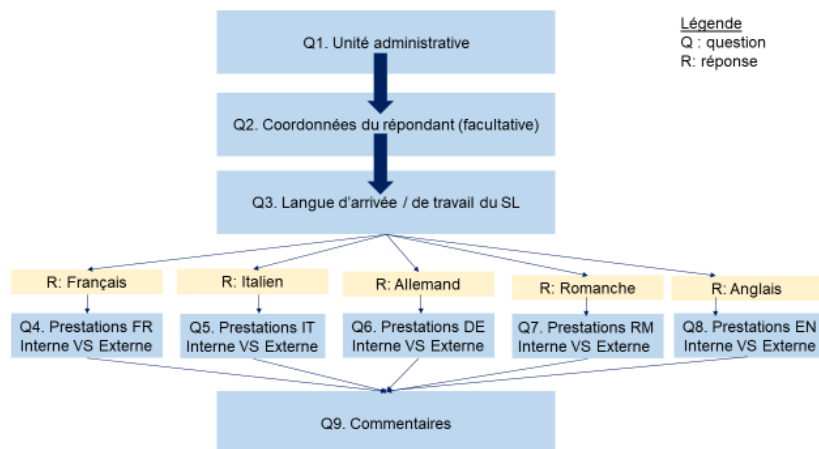 Légende
Q : question
R: réponse
Q1. Unité administrative
Q2. Coordonnées du répondant (facultative)
Q3. Langue d'arrivée / de travail du SL
R: Français
R: Italien
R: Allemand
R: Romanche
R: Anglais
Q4. Prestations FR
Interne VS Externe
Q5. Prestations IT
Interne VS Externe
Q6. Prestations DE
Interne VS Externe
Q7. Prestations RM
Interne VS Externe
Q8. Prestations EN
Interne VS Externe
Q9. Commentaires